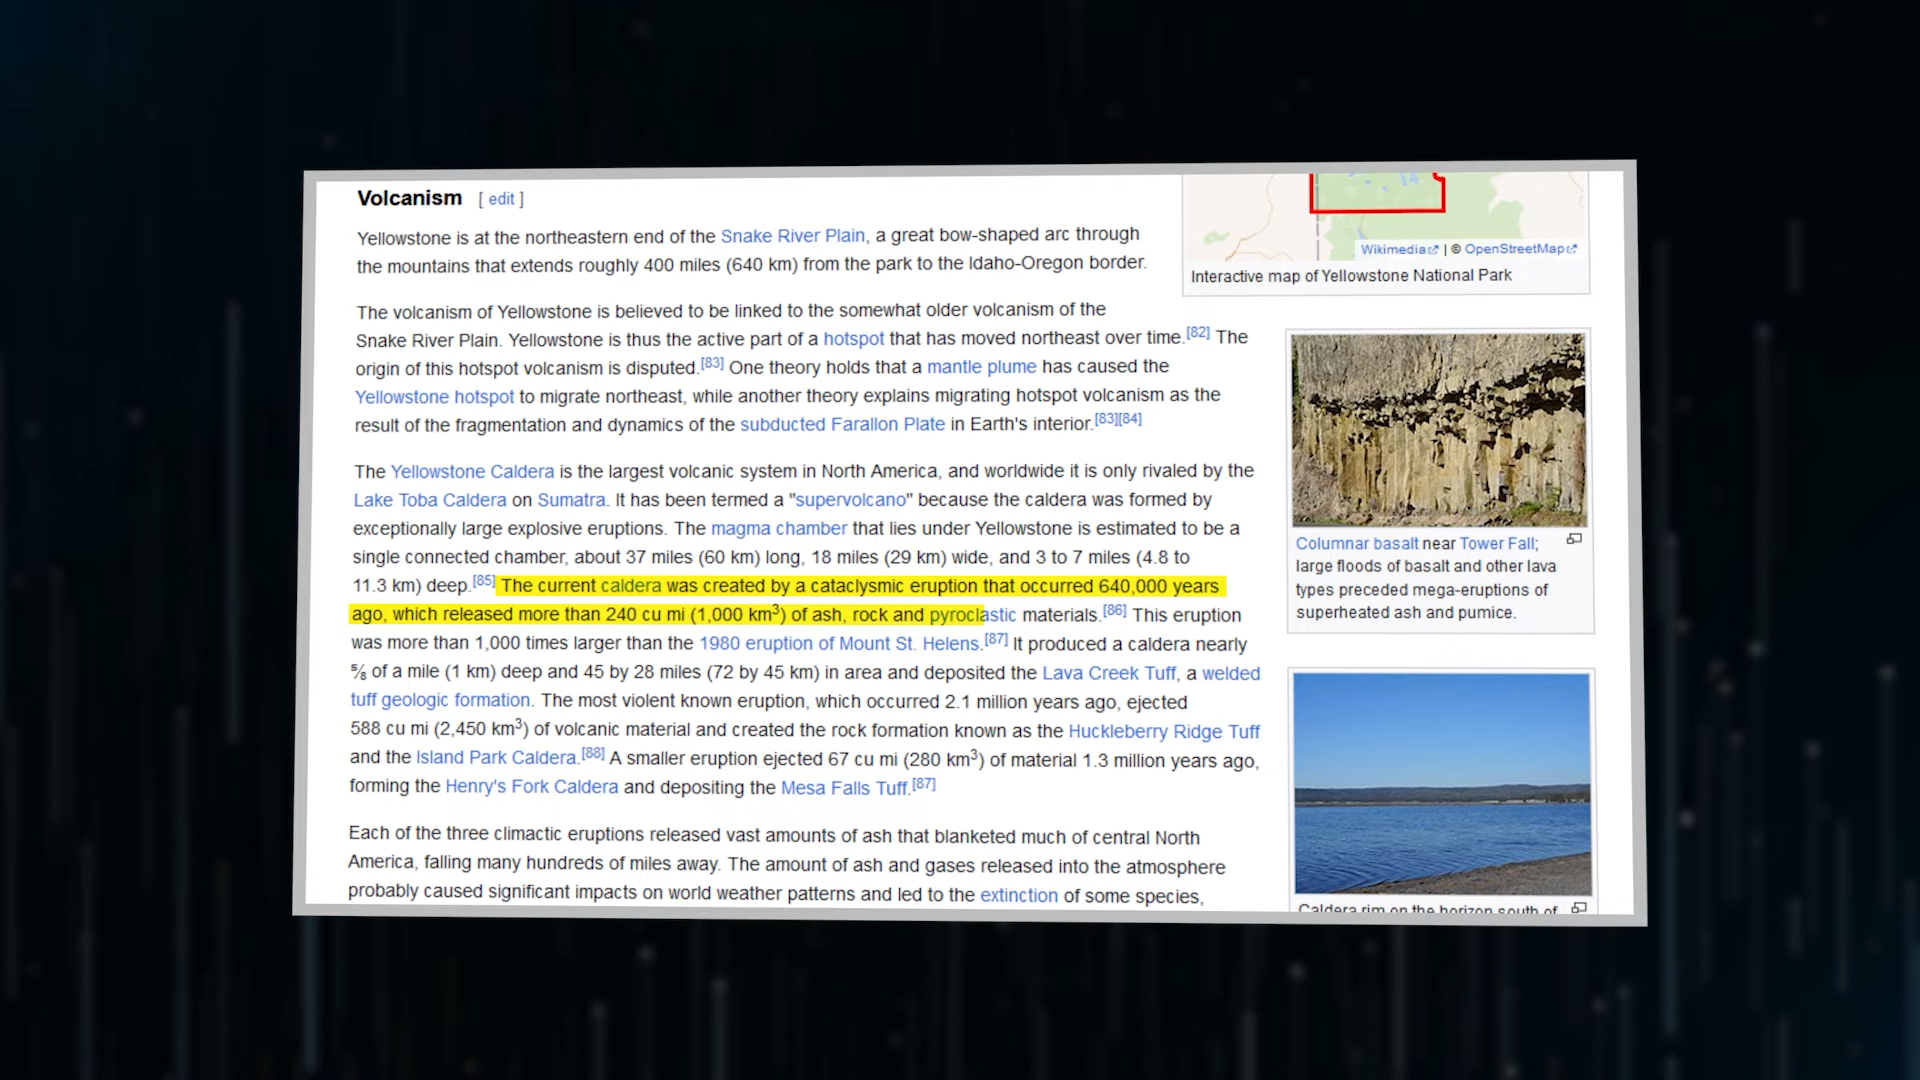 Volcanism [ edit ]
Yellowstone is at the northeastern end of the Snake River Plain, a great bow-shaped arc through
the mountains that extends roughly 400 miles (640 km) from the park to the Idaho-Oregon border.
The volcanism of Yellowstone is believed to be linked to the somewhat older volcanism of the
Snake River Plain. Yellowstone is thus the active part of a hotspot that has moved northeast over time.[82] The
origin of this hotspot volcanism is disputed.[83] One theory holds that a mantle plume has caused the
Yellowstone hotspot to migrate northeast, while another theory explains migrating hotspot volcanism as the
result of the fragmentation and dynamics of the subducted Farallon Plate in Earth's interior.[83][84]
The Yellowstone Caldera is the largest volcanic system in North America, and worldwide it is only rivaled by the
Lake Toba Caldera on Sumatra. It has been termed a "supervolcano" because the caldera was formed by
exceptionally large explosive eruptions. The magma chamber that lies under Yellowstone is estimated to be a
single connected chamber, about 37 miles (60 km) long, 18 miles (29 km) wide, and 3 to 7 miles (4.8 to
11.3 km) deep.[85] The current caldera was created by a cataclysmic eruption that occurred 640,000 years
ago, which released more than 240 cu mi (1,000 km³) of ash, rock and pyroclastic materials.[86] This eruption
was more than 1,000 times larger than the 1980 eruption of Mount St. Helens.[87] It produced a caldera nearly
⅝ of a mile (1 km) deep and 45 by 28 miles (72 by 45 km) in area and deposited the Lava Creek Tuff, a welded
tuff geologic formation. The most violent known eruption, which occurred 2.1 million years ago, ejected
588 cu mi (2,450 km³) of volcanic material and created the rock formation known as the Huckleberry Ridge Tuff
and the Island Park Caldera.[88] A smaller eruption ejected 67 cu mi (280 km³) of material 1.3 million years ago,
forming the Henry's Fork Caldera and depositing the Mesa Falls Tuff.[87]
Each of the three climactic eruptions released vast amounts of ash that blanketed much of central North
America, falling many hundreds of miles away. The amount of ash and gases released into the atmosphere
probably caused significant impacts on world weather patterns and led to the extinction of some species,
Wikimedia | © OpenStreetMap
Interactive map of Yellowstone National Park
Columnar basalt near Tower Fall;
large floods of basalt and other lava
types preceded mega-eruptions of
superheated ash and pumice.
Caldera rim on the horizon south of